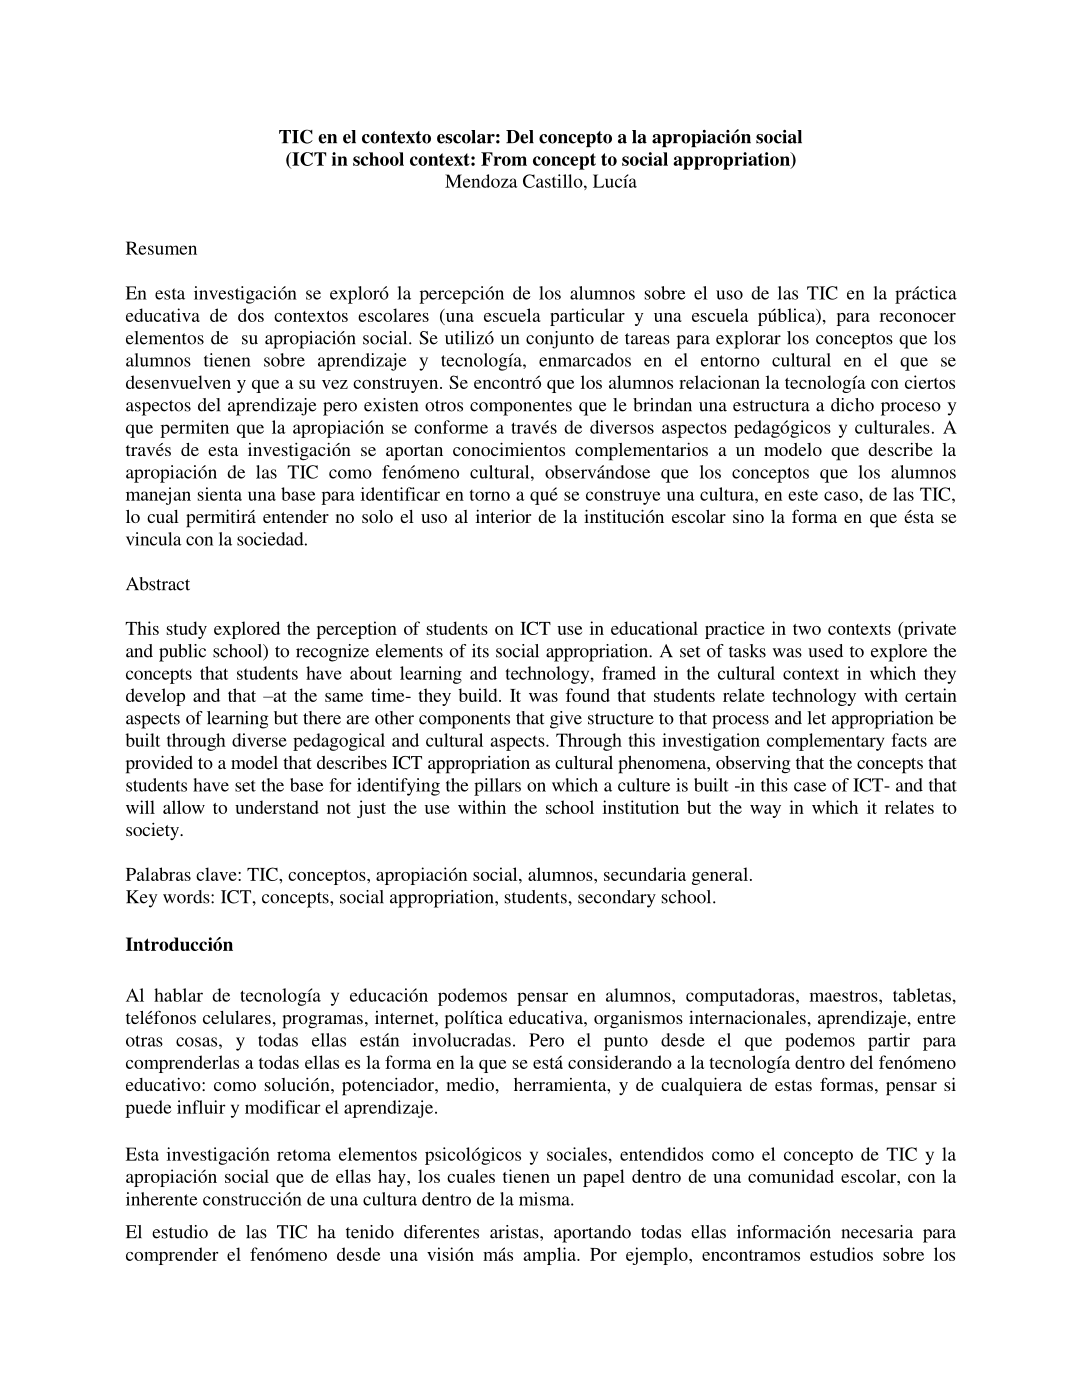 TIC en el contexto escolar: Del concepto a la apropiación social
(ICT in school context: From concept to social appropriation)
Mendoza Castillo, Lucía
Resumen
En esta investigación se exploró la percepción de los alumnos sobre el uso de las TIC en la práctica
educativa de dos contextos escolares (una escuela particular y una escuela pública), para reconocer
elementos de su apropiación social. Se utilizó un conjunto de tareas para explorar los conceptos que los
alumnos tienen sobre aprendizaje y tecnología, enmarcados en el entorno cultural en el que se
desenvuelven y que a su vez construyen. Se encontró que los alumnos relacionan la tecnología con ciertos
aspectos del aprendizaje pero existen otros componentes que le brindan una estructura a dicho proceso y
que permiten que la apropiación se conforme a través de diversos aspectos pedagógicos y culturales. A
través de esta investigación se aportan conocimientos complementarios a un modelo que describe la
apropiación de las TIC como fenómeno cultural, observándose que los conceptos que los alumnos
manejan sienta una base para identificar en torno a qué se construye una cultura, en este caso, de las TIC,
lo cual permitirá entender no solo el uso al interior de la institución escolar sino la forma en que ésta se
vincula con la sociedad.
Abstract
This study explored the perception of students on ICT use in educational practice in two contexts (private
and public school) to recognize elements of its social appropriation. A set of tasks was used to explore the
concepts that students have about learning and technology, framed in the cultural context in which they
develop and that –at the same time- they build. It was found that students relate technology with certain
aspects of learning but there are other components that give structure to that process and let appropriation be
built through diverse pedagogical and cultural aspects. Through this investigation complementary facts are
provided to a model that describes ICT appropriation as cultural phenomena, observing that the concepts that
students have set the base for identifying the pillars on which a culture is built -in this case of ICT- and that
will allow to understand not just the use within the school institution but the way in which it relates to
society.
Palabras clave: TIC, conceptos, apropiación social, alumnos, secundaria general.
Key words: ICT, concepts, social appropriation, students, secondary school.
Introducción
Al hablar de tecnología y educación podemos pensar en alumnos, computadoras, maestros, tabletas,
teléfonos celulares, programas, internet, política educativa, organismos internacionales, aprendizaje, entre
otras cosas, y todas ellas están involucradas. Pero el punto desde el que podemos partir para
comprenderlas a todas ellas es la forma en la que se está considerando a la tecnología dentro del fenómeno
educativo: como solución, potenciador, medio, herramienta, y de cualquiera de estas formas, pensar si
puede influir y modificar el aprendizaje.
Esta investigación retoma elementos psicológicos y sociales, entendidos como el concepto de TIC y la
apropiación social que de ellas hay, los cuales tienen un papel dentro de una comunidad escolar, con la
inherente construcción de una cultura dentro de la misma.
El estudio de las TIC ha tenido diferentes aristas, aportando todas ellas información necesaria para
comprender el fenómeno desde una visión más amplia. Por ejemplo, encontramos estudios sobre los